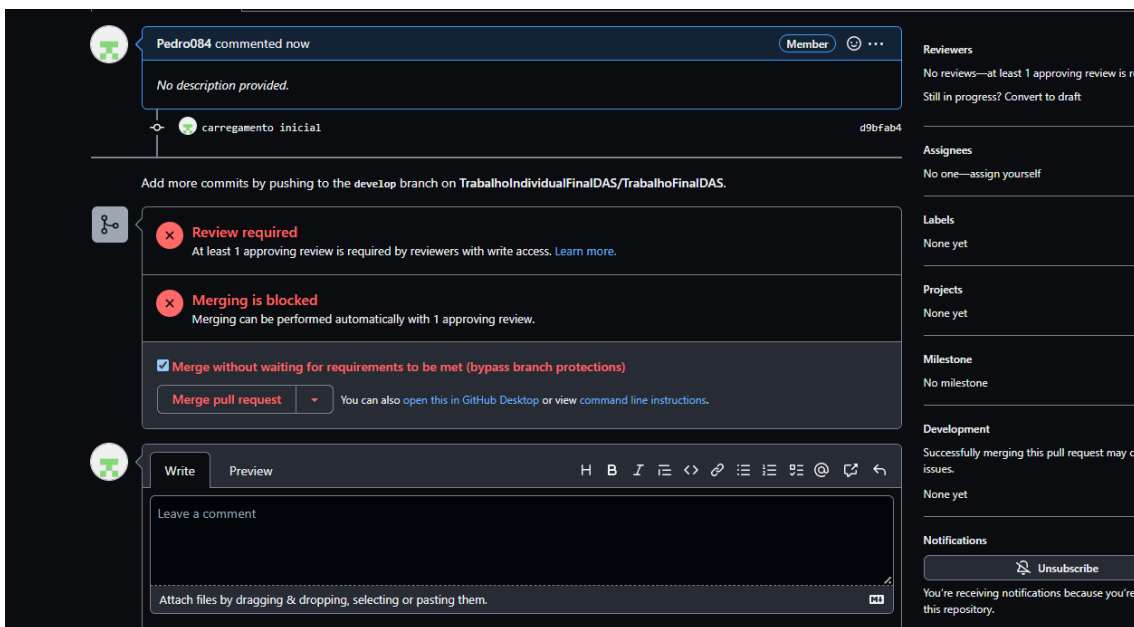 Pedro084 commented now
Member
No description provided.
carregamento inicial
d9bfab4
Add more commits by pushing to the develop branch on TrabalhoIndividualFinalDAS/TrabalhoFinalDAS.
Review required
At least 1 approving review is required by reviewers with write access. Learn more.
Merging is blocked
Merging can be performed automatically with 1 approving review.
Merge without waiting for requirements to be met (bypass branch protections)
Merge pull request
You can also open this in GitHub Desktop or view command line instructions.
Write
Preview
Leave a comment
Attach files by dragging & dropping, selecting or pasting them.
Reviewers
No reviews—at least 1 approving review is
Still in progress? Convert to draft
Assignees
No one—assign yourself
Labels
None yet
Projects
None yet
Milestone
No milestone
Development
Successfully merging this pull request may
issues.
None yet
Notifications
Unsubscribe
You're receiving notifications because you're
this repository.